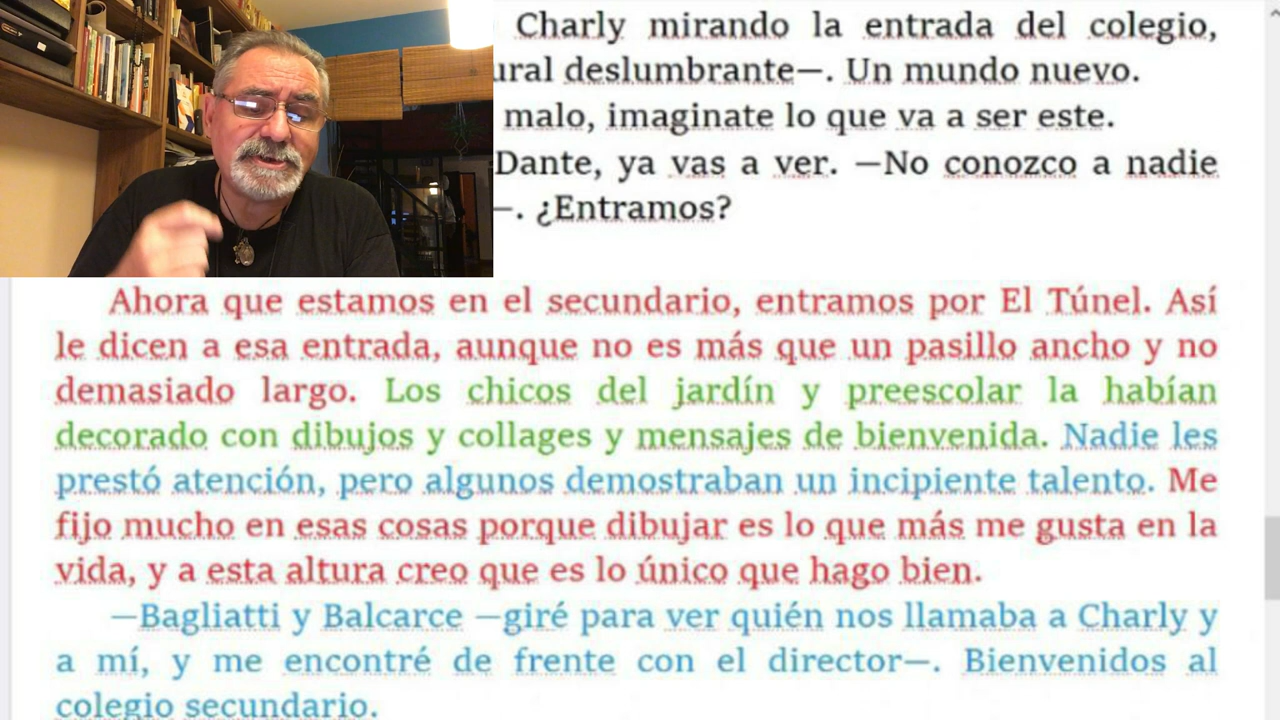 Charly mirando la entrada del colegio,
deslumbrante—. Un mundo nuevo.
malo, imaginate lo que va a ser este.
Dante, ya vas a ver. —No conozco a nadie
—. ¿Entramos?
Ahora que estamos en el secundario, entramos por El Túnel. Así
le dicen a esa entrada, aunque no es más que un pasillo ancho y no
demasiado largo. Los chicos del jardín y preescolar la habían
decorado con dibujos y collages y mensajes de bienvenida. Nadie les
prestó atención, pero algunos demostraban un incipiente talento. Me
fijo mucho en esas cosas porque dibujar es lo que más me gusta en la
vida, y a esta altura creo que es lo único que hago bien.
—Bagliatti y Balcarce —giré para ver quién nos llamaba a Charly y
a mí, y me encontré de frente con el director—. Bienvenidos al
colegio secundario.